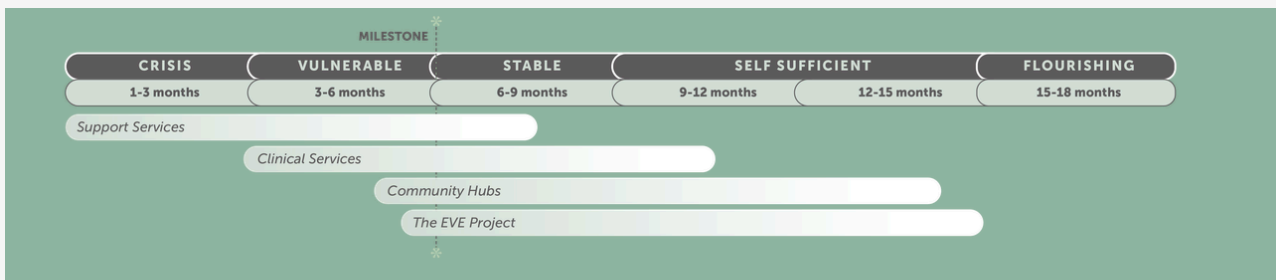 MILESTONE
CRISIS VULNERABLE STABLE SELF SUFFICIENT FLOURISHING
1-3 months 3-6 months 6-9 months 9-12 months 12-15 months 15-18 months
Support Services
Clinical Services
Community Hubs
The EVE Project